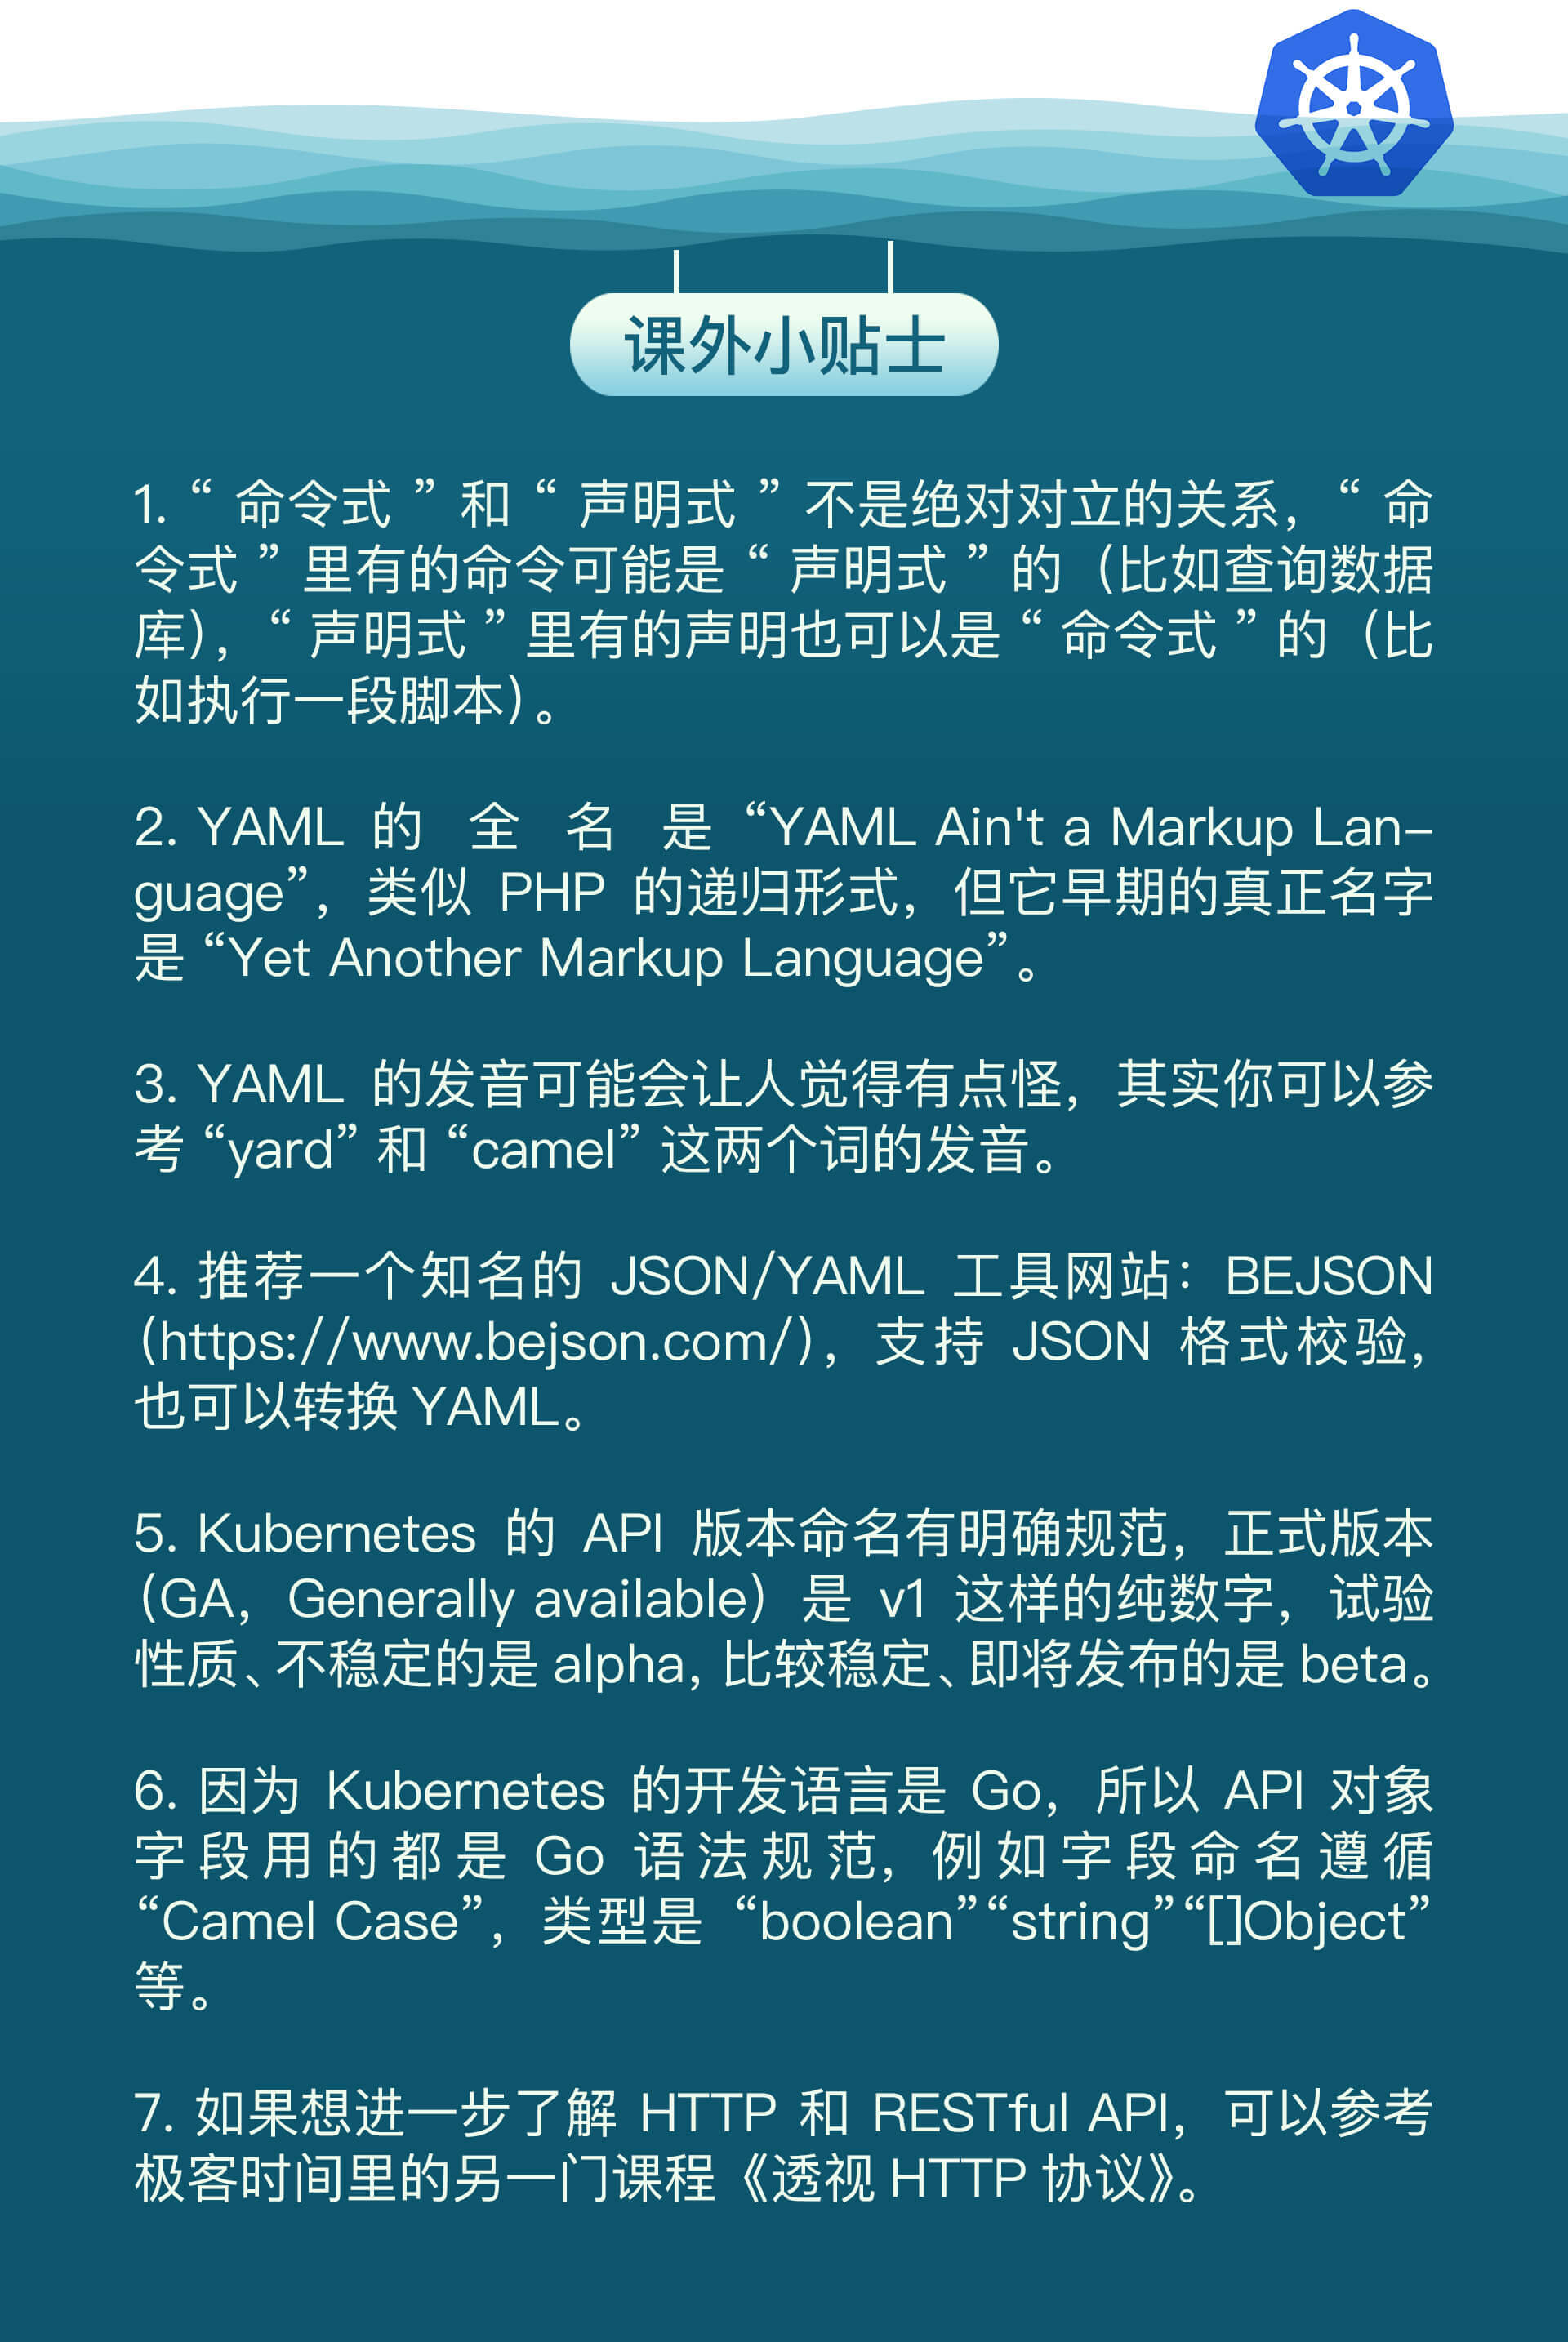 课外小贴士
1. “命令式”和“声明式”不是绝对对立的关系，“命
令式”里有的命令可能是“声明式”的（比如查询数据
库），“声明式”里有的声明也可以是“命令式”的（比
如执行一段脚本）。
2. YAML 的全名是“YAML Ain't a Markup Lan-
guage”，类似 PHP 的递归形式，但它早期的真正名字
是“Yet Another Markup Language”。
3. YAML 的发音可能会让人觉得有点怪，其实你可以参
考“yard”和“camel”这两个词的发音。
4. 推荐一个知名的 JSON/YAML 工具网站：BEJSON
（https://www.bejson.com/），支持 JSON 格式校验，
也可以转换 YAML。
5. Kubernetes 的 API 版本命名有明确规范，正式版本
（GA，Generally available）是 v1 这样的纯数字，试验
性质、不稳定的是 alpha，比较稳定、即将发布的是 beta。
6. 因为 Kubernetes 的开发语言是 Go，所以 API 对象
字段用的都是 Go 语法规范，例如字段命名遵循
“Camel Case”，类型是“boolean”“string”“[]Object”
等。
7. 如果想进一步了解 HTTP 和 RESTful API，可以参考
极客时间里的另一门课程《透视 HTTP 协议》。